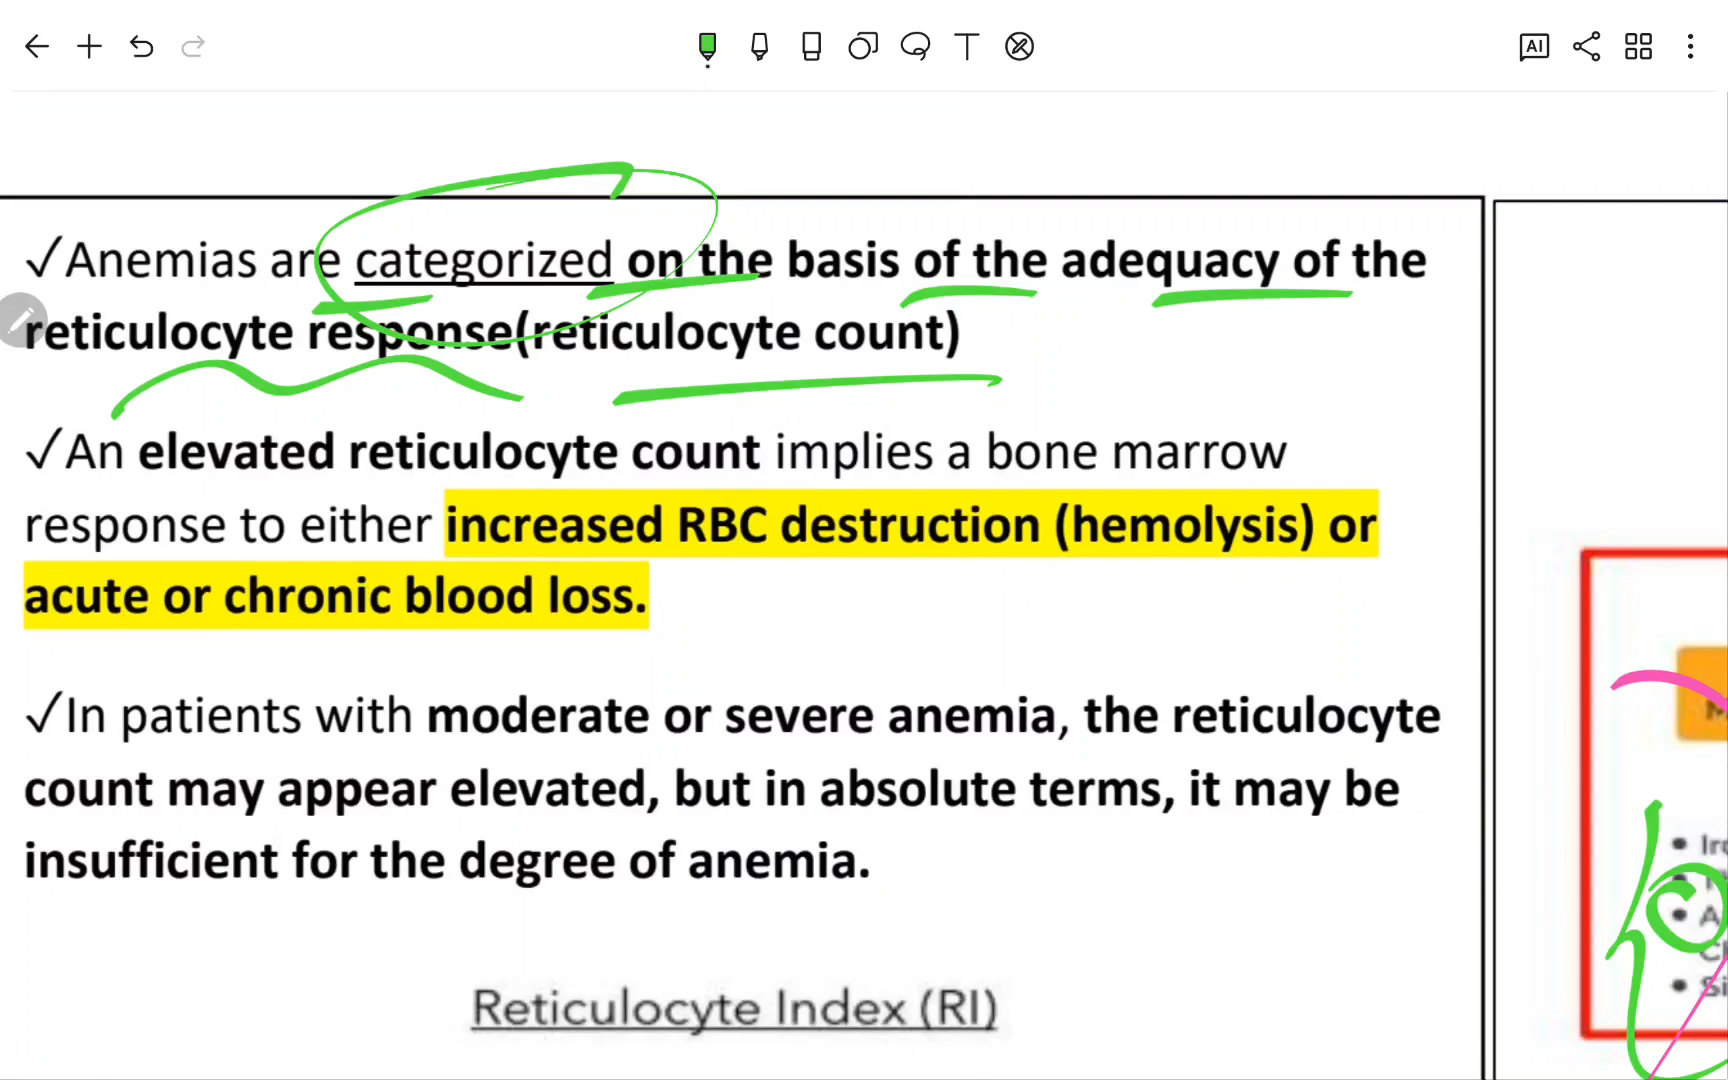 AI
✓Anemias are categorized on the basis of the adequacy of the
reticulocyte response(reticulocyte count)
✓An elevated reticulocyte count implies a bone marrow
response to either increased RBC destruction (hemolysis) or
acute or chronic blood loss.
✓In patients with moderate or severe anemia, the reticulocyte
count may appear elevated, but in absolute terms, it may be
insufficient for the degree of anemia.
Reticulocyte Index (RI)